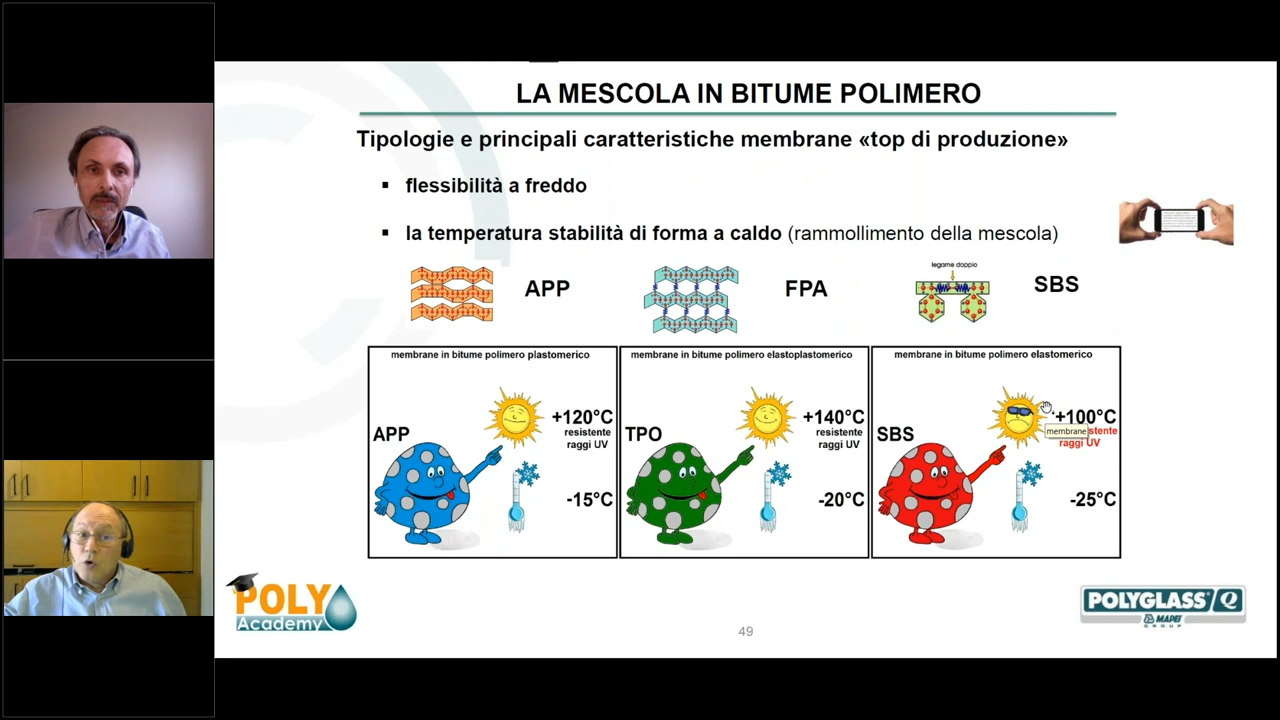 LA MESCOLA IN BITUME POLIMERO
Tipologie e principali caratteristiche membrane «top di produzione»
▪ flessibilità a freddo
▪ la temperatura stabilità di forma a caldo (rammollimento della mescola)
APP
FPA
legame doppio
SBS
membrane in bitume polimero plastomerico
APP
+120°C
resistente
raggi UV
-15°C
membrane in bitume polimero elastoplastomerico
TPO
+140°C
resistente
raggi UV
-20°C
membrane in bitume polimero elastomerico
SBS
+100°C
membrane
stente
raggi UV
-25°C
POLY
Academy
49
POLYGLASS
MAPEI
GROUP